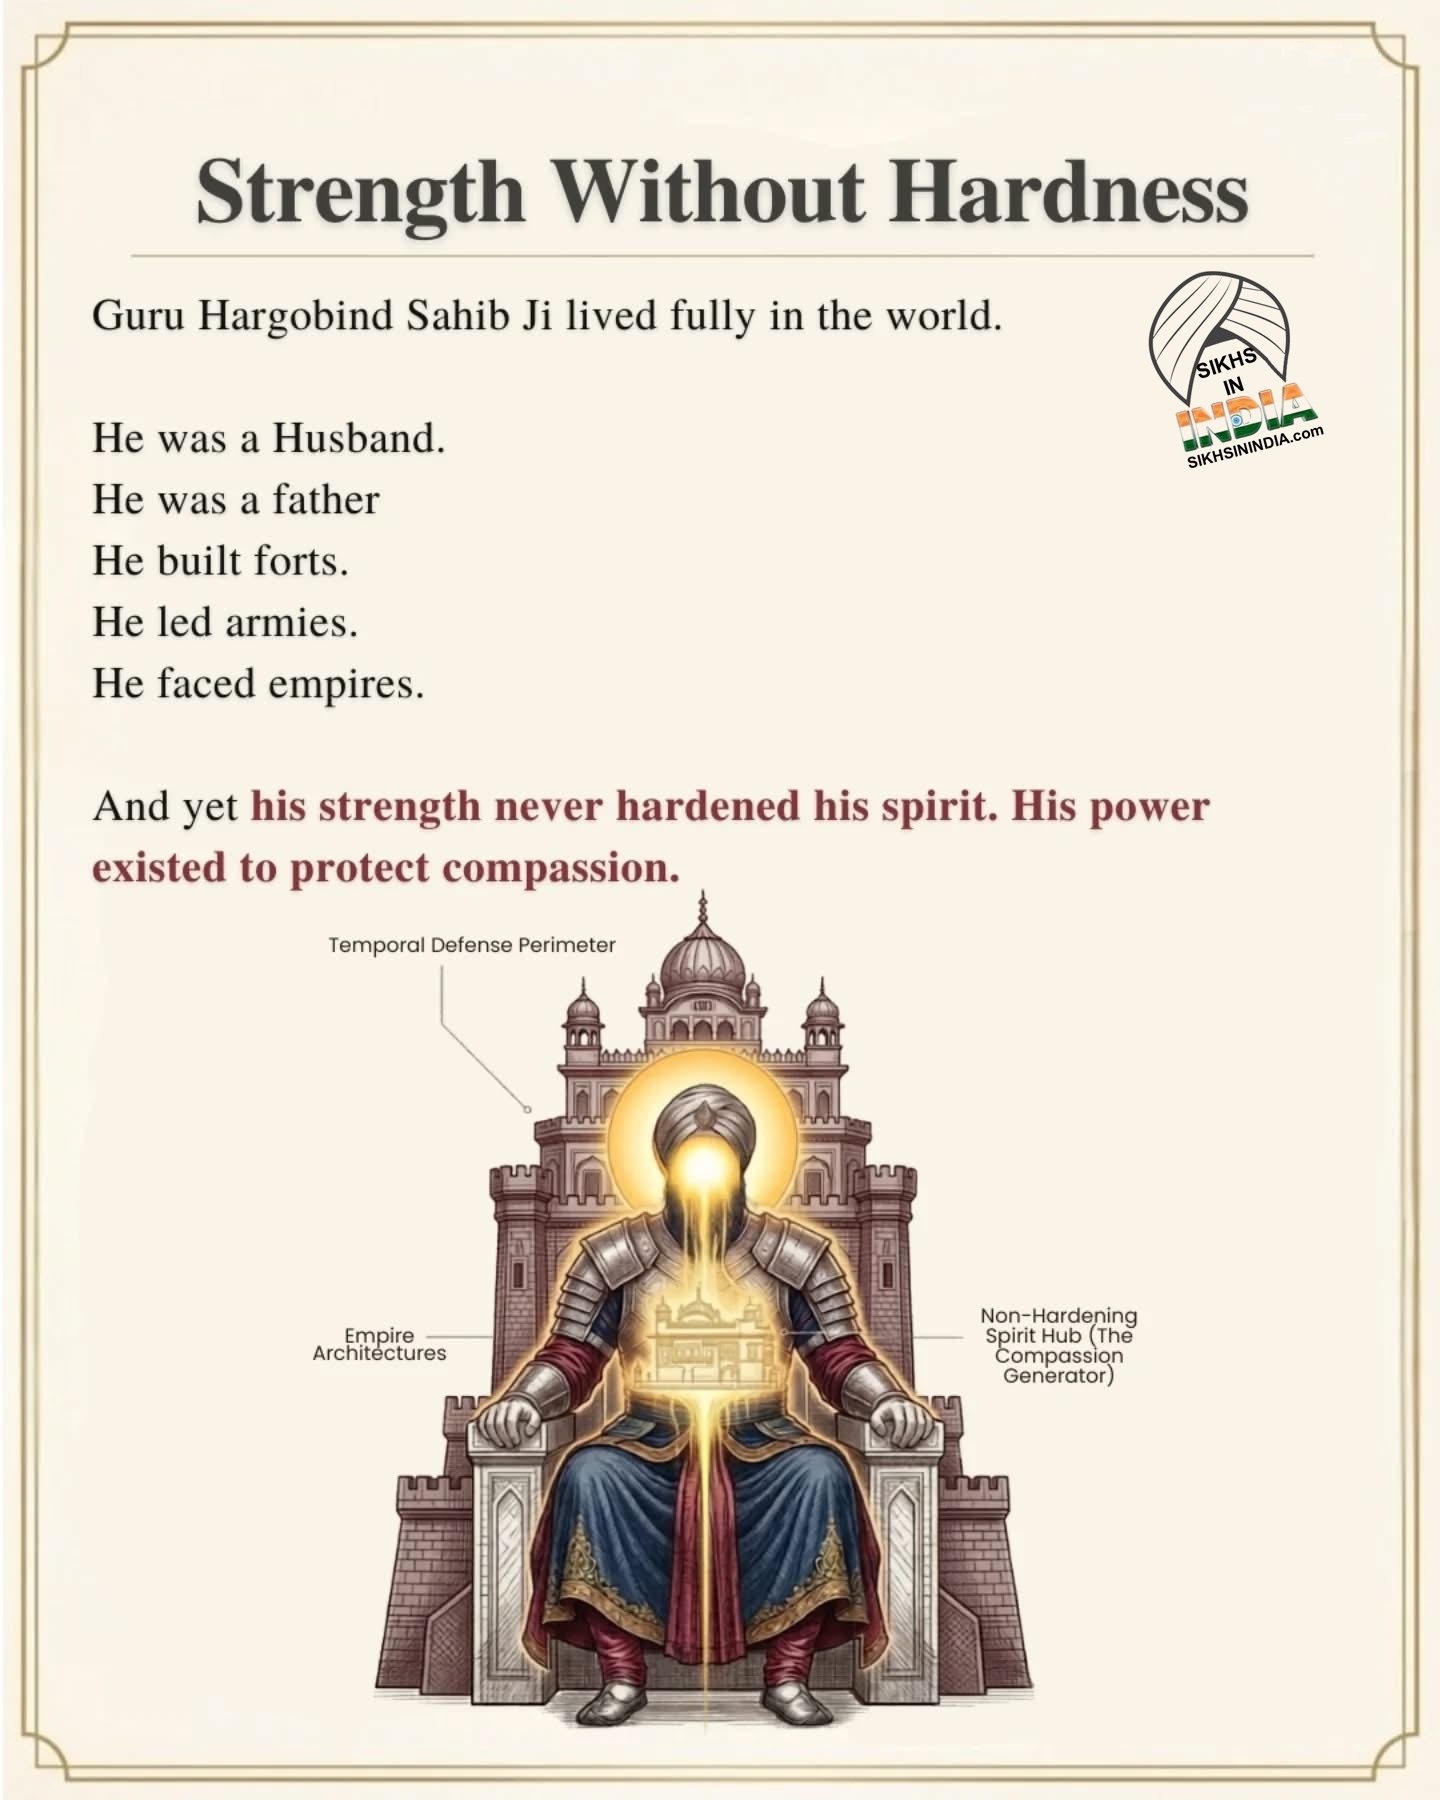 Strength Without Hardness
Guru Hargobind Sahib Ji lived fully in the world.
SIKHS
IN
INDIA
SIKHSININDIA.com
He was a Husband.
He was a father
He built forts.
He led armies.
He faced empires.
And yet his strength never hardened his spirit. His power
existed to protect compassion.
Temporal Defense Perimeter
Empire
Architectures
Non-Hardening
Spirit Hub (The
Compassion
Generator)